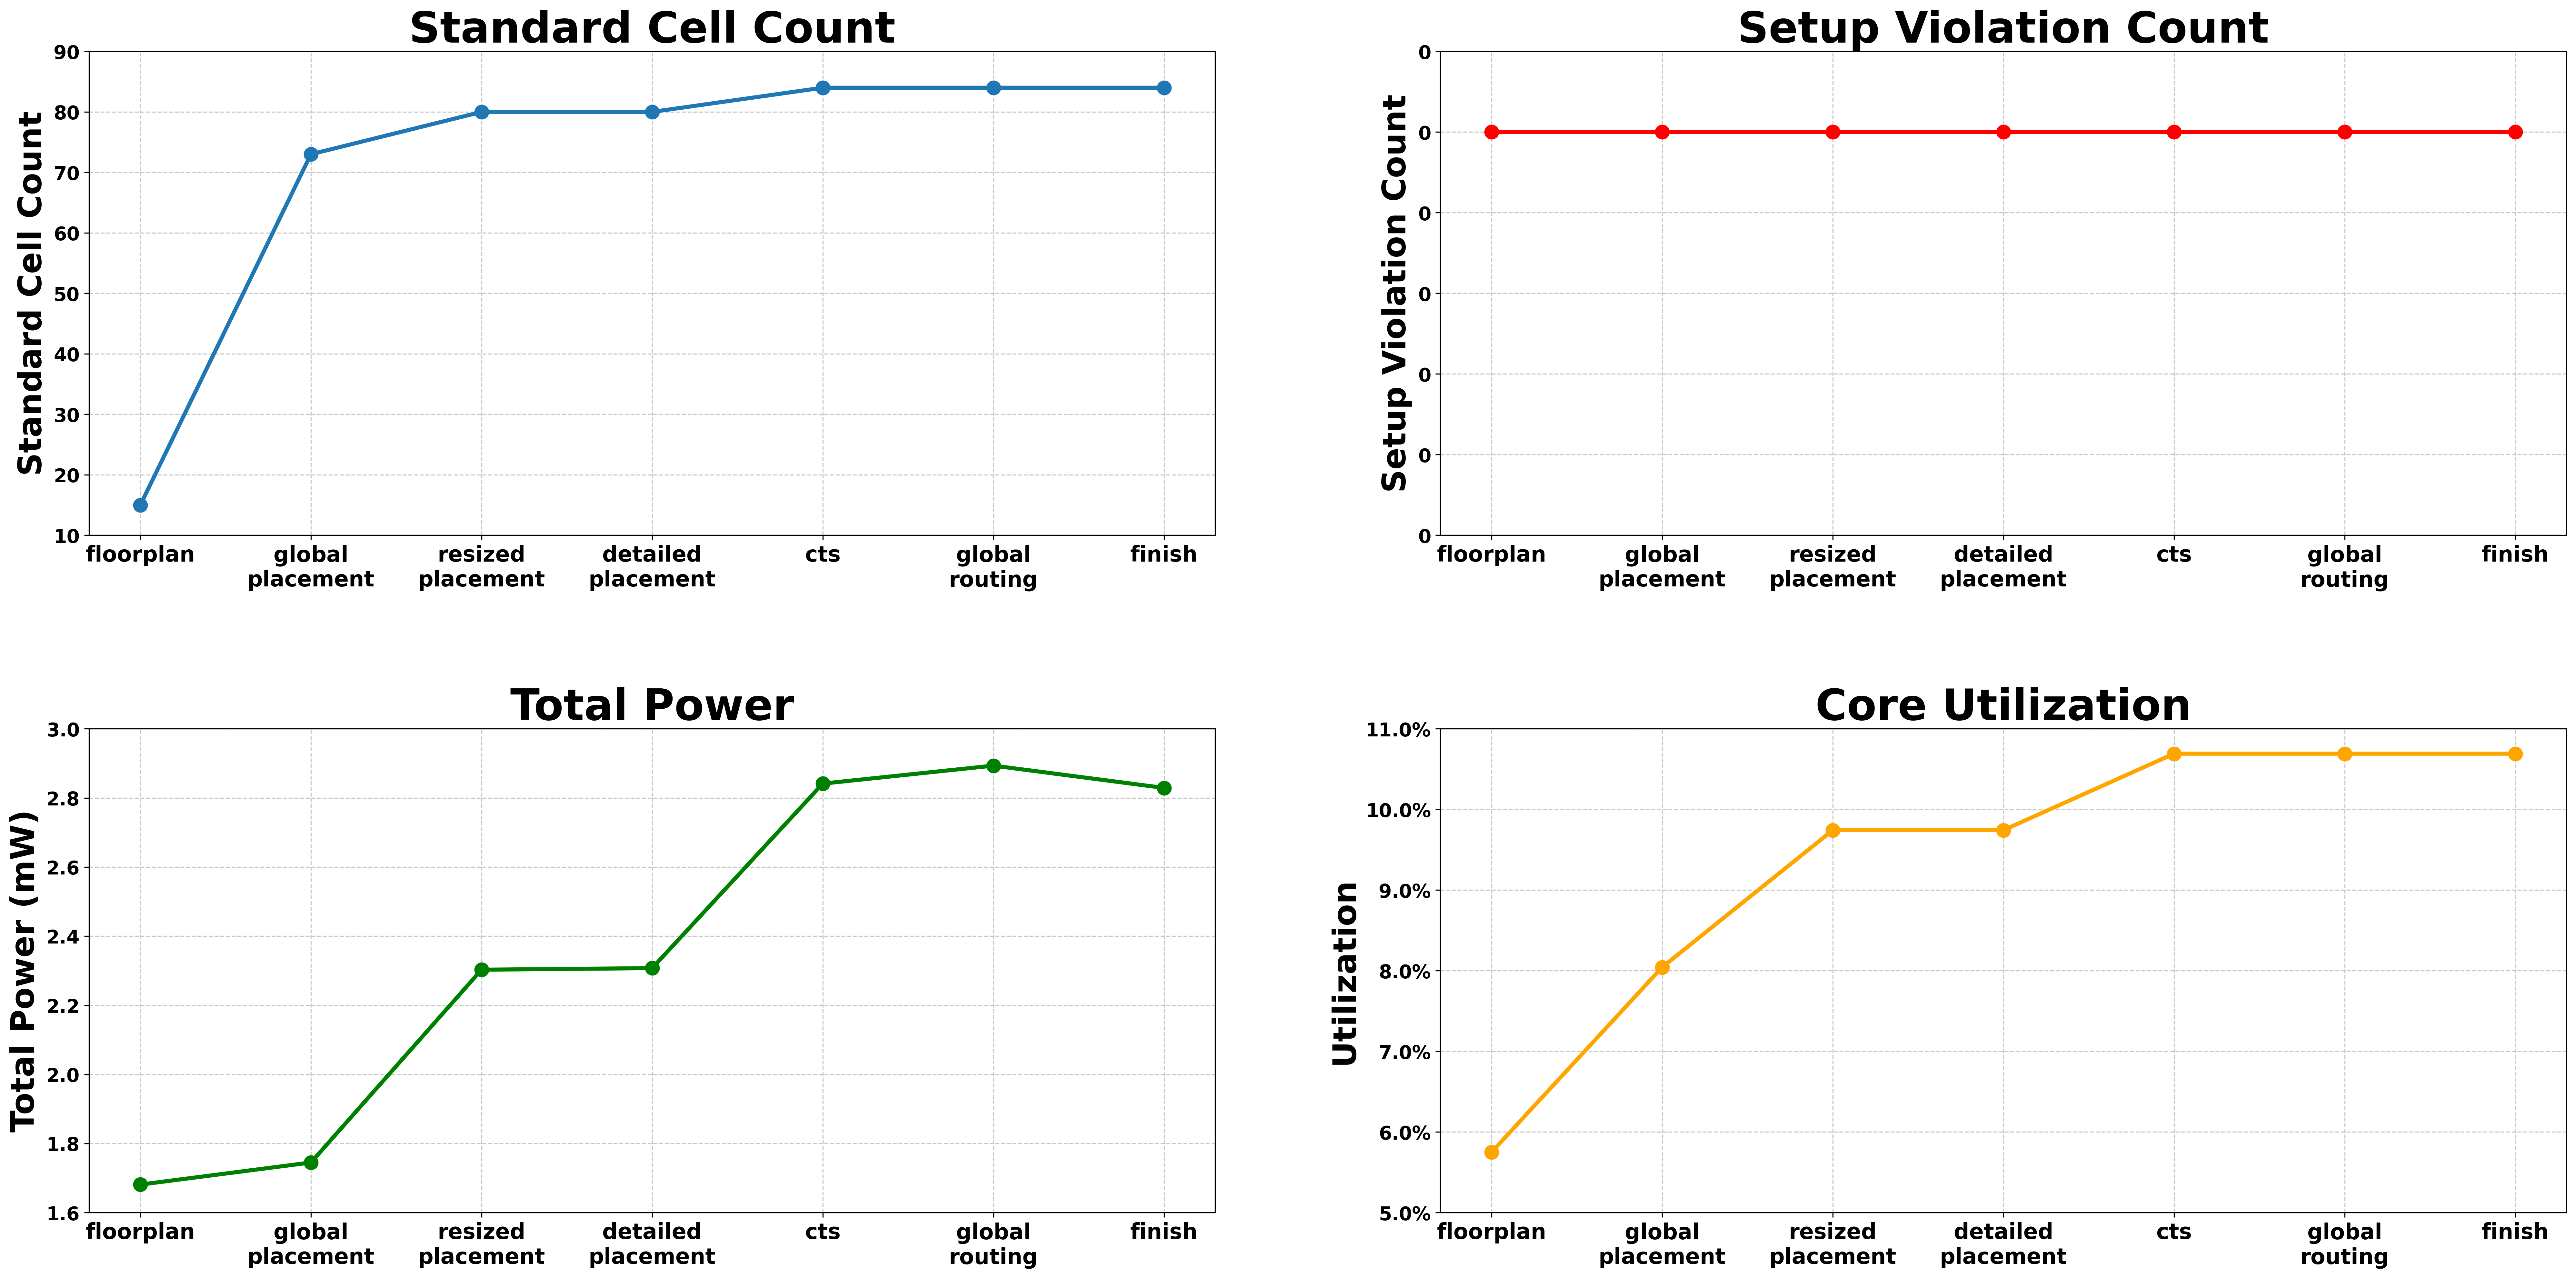 Standard Cell Count
Standard Cell Count
90
80
70
60
50
40
30
20
10
floorplan
global
placement
resized
placement
detailed
placement
cts
global
routing
finish
Setup Violation Count
Setup Violation Count
0
0
0
0
0
0
0
floorplan
global
placement
resized
placement
detailed
placement
cts
global
routing
finish
Total Power
Total Power (mW)
3.0
2.8
2.6
2.4
2.2
2.0
1.8
1.6
floorplan
global
placement
resized
placement
detailed
placement
cts
global
routing
finish
Core Utilization
Utilization
11.0%
10.0%
9.0%
8.0%
7.0%
6.0%
5.0%
floorplan
global
placement
resized
placement
detailed
placement
cts
global
routing
finish